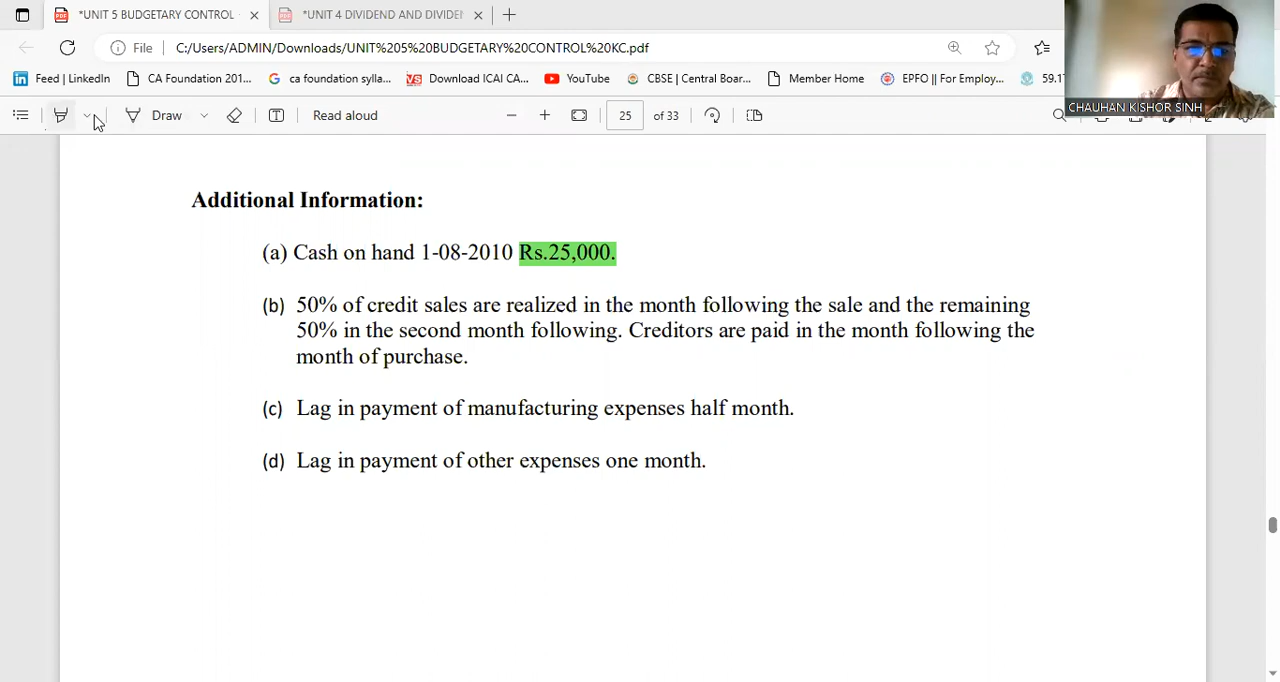 *UNIT 5 BUDGETARY CONTROL
*UNIT 4 DIVIDEND AND DIVIDEN
File C:/Users/ADMIN/Downloads/UNIT%205%20BUDGETARY%20CONTROL%20KC.pdf
Feed | LinkedIn CA Foundation 201... ca foundation sylla... Download ICAI CA... YouTube CBSE | Central Boar... Member Home EPFO || For Employ... 59.1
CHAUHAN KISHOR SINH
Draw Read aloud 25 of 33
Additional Information:
(a) Cash on hand 1-08-2010 Rs.25,000.
(b) 50% of credit sales are realized in the month following the sale and the remaining
50% in the second month following. Creditors are paid in the month following the
month of purchase.
(c) Lag in payment of manufacturing expenses half month.
(d) Lag in payment of other expenses one month.